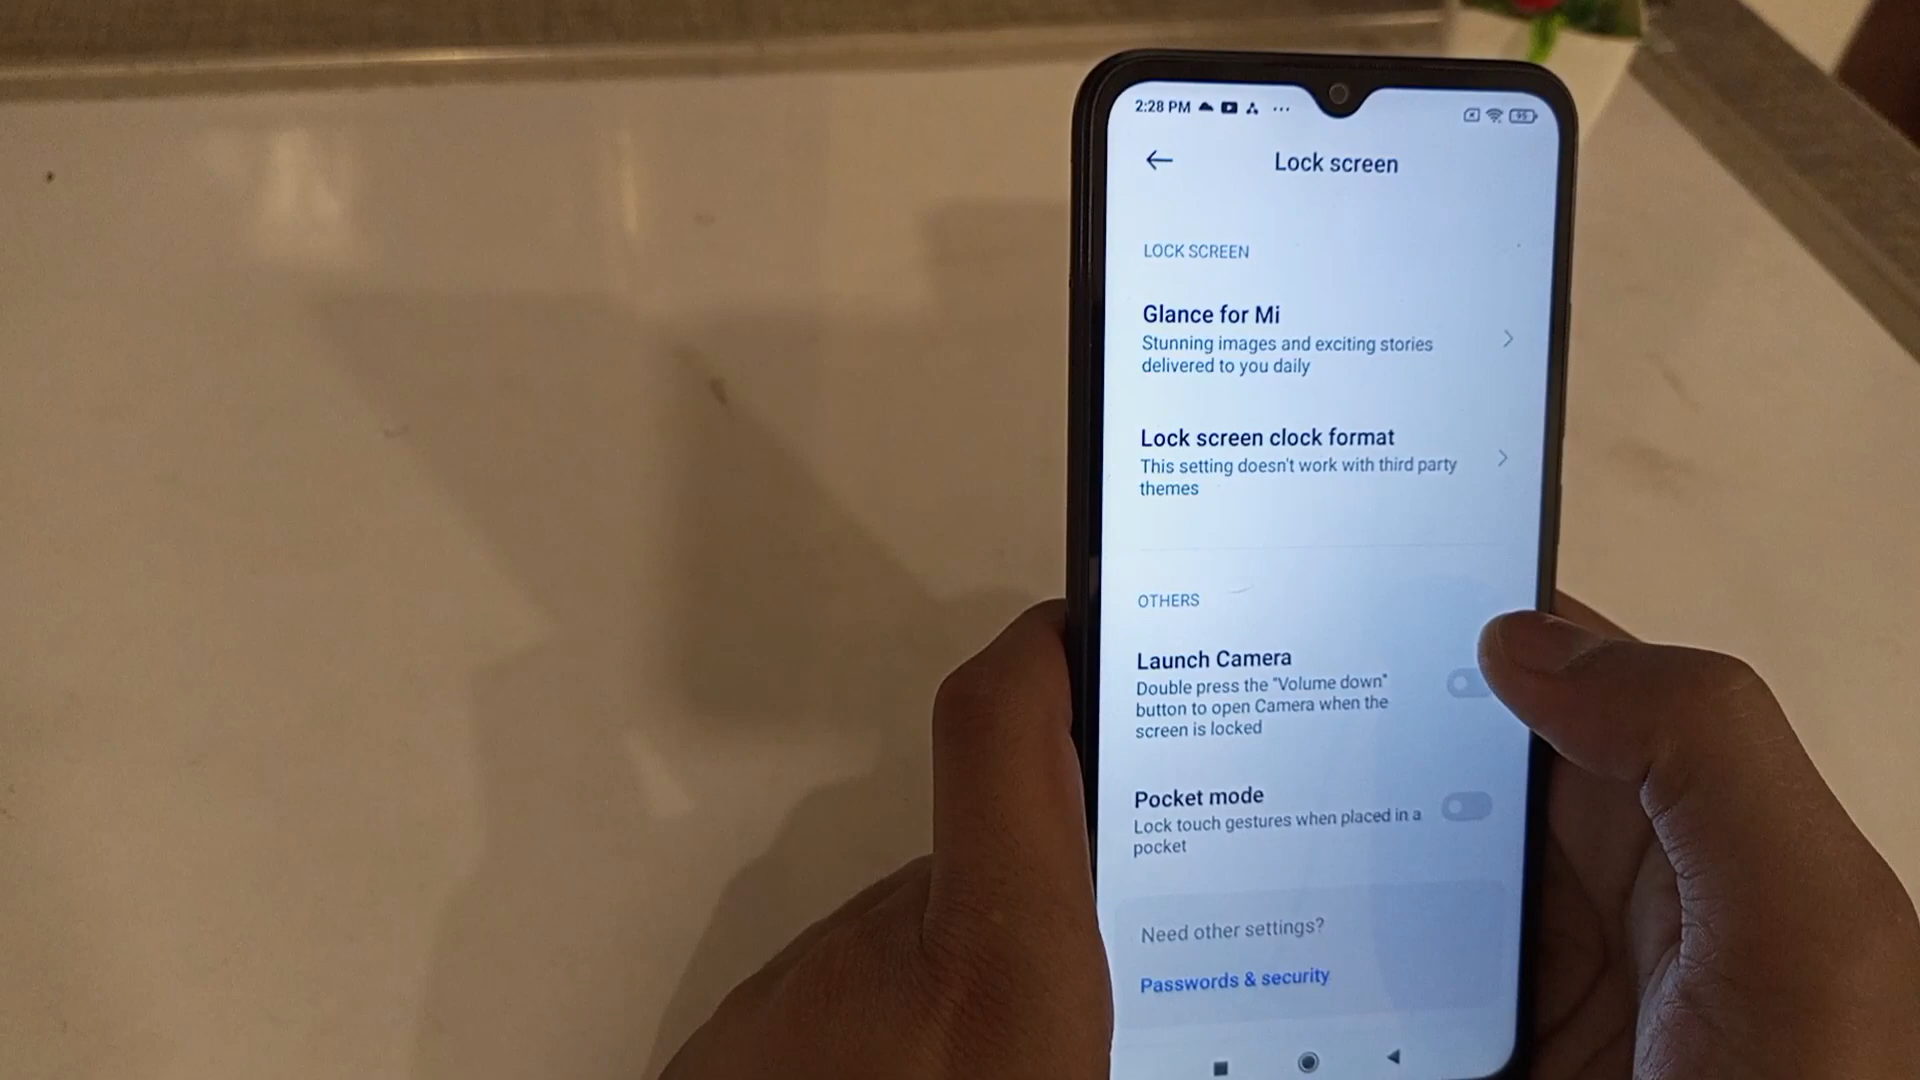 2:28 PM
95
Lock screen
LOCK SCREEN
Glance for Mi
Stunning images and exciting stories
delivered to you daily
Lock screen clock format
This setting doesn't work with third party
themes
OTHERS
Launch Camera
Double press the "Volume down"
button to open Camera when the
screen is locked
Pocket mode
Lock touch gestures when placed in a
pocket
Need other settings?
Passwords & security